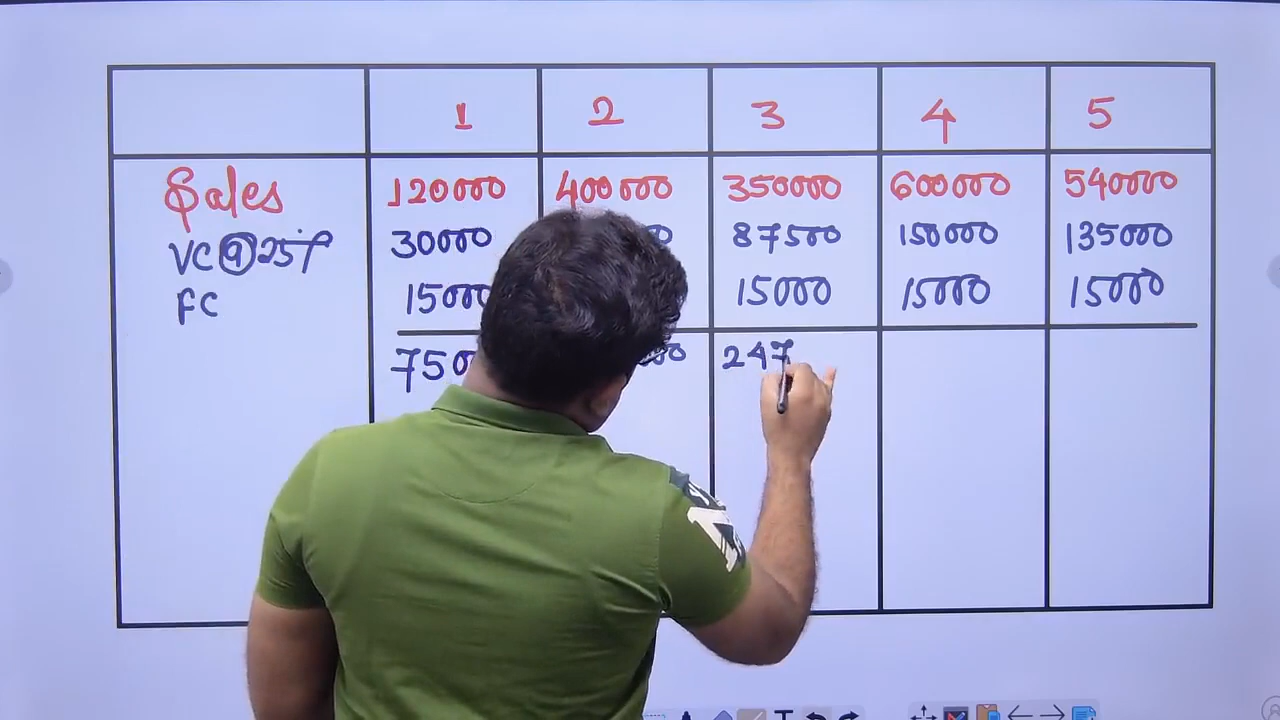 1 2 3 4 5
Sales 120000 400000 350000 600000 540000
VC @ 25% 30000 87500 150000 135000
FC 15000 15000 15000 15000
247